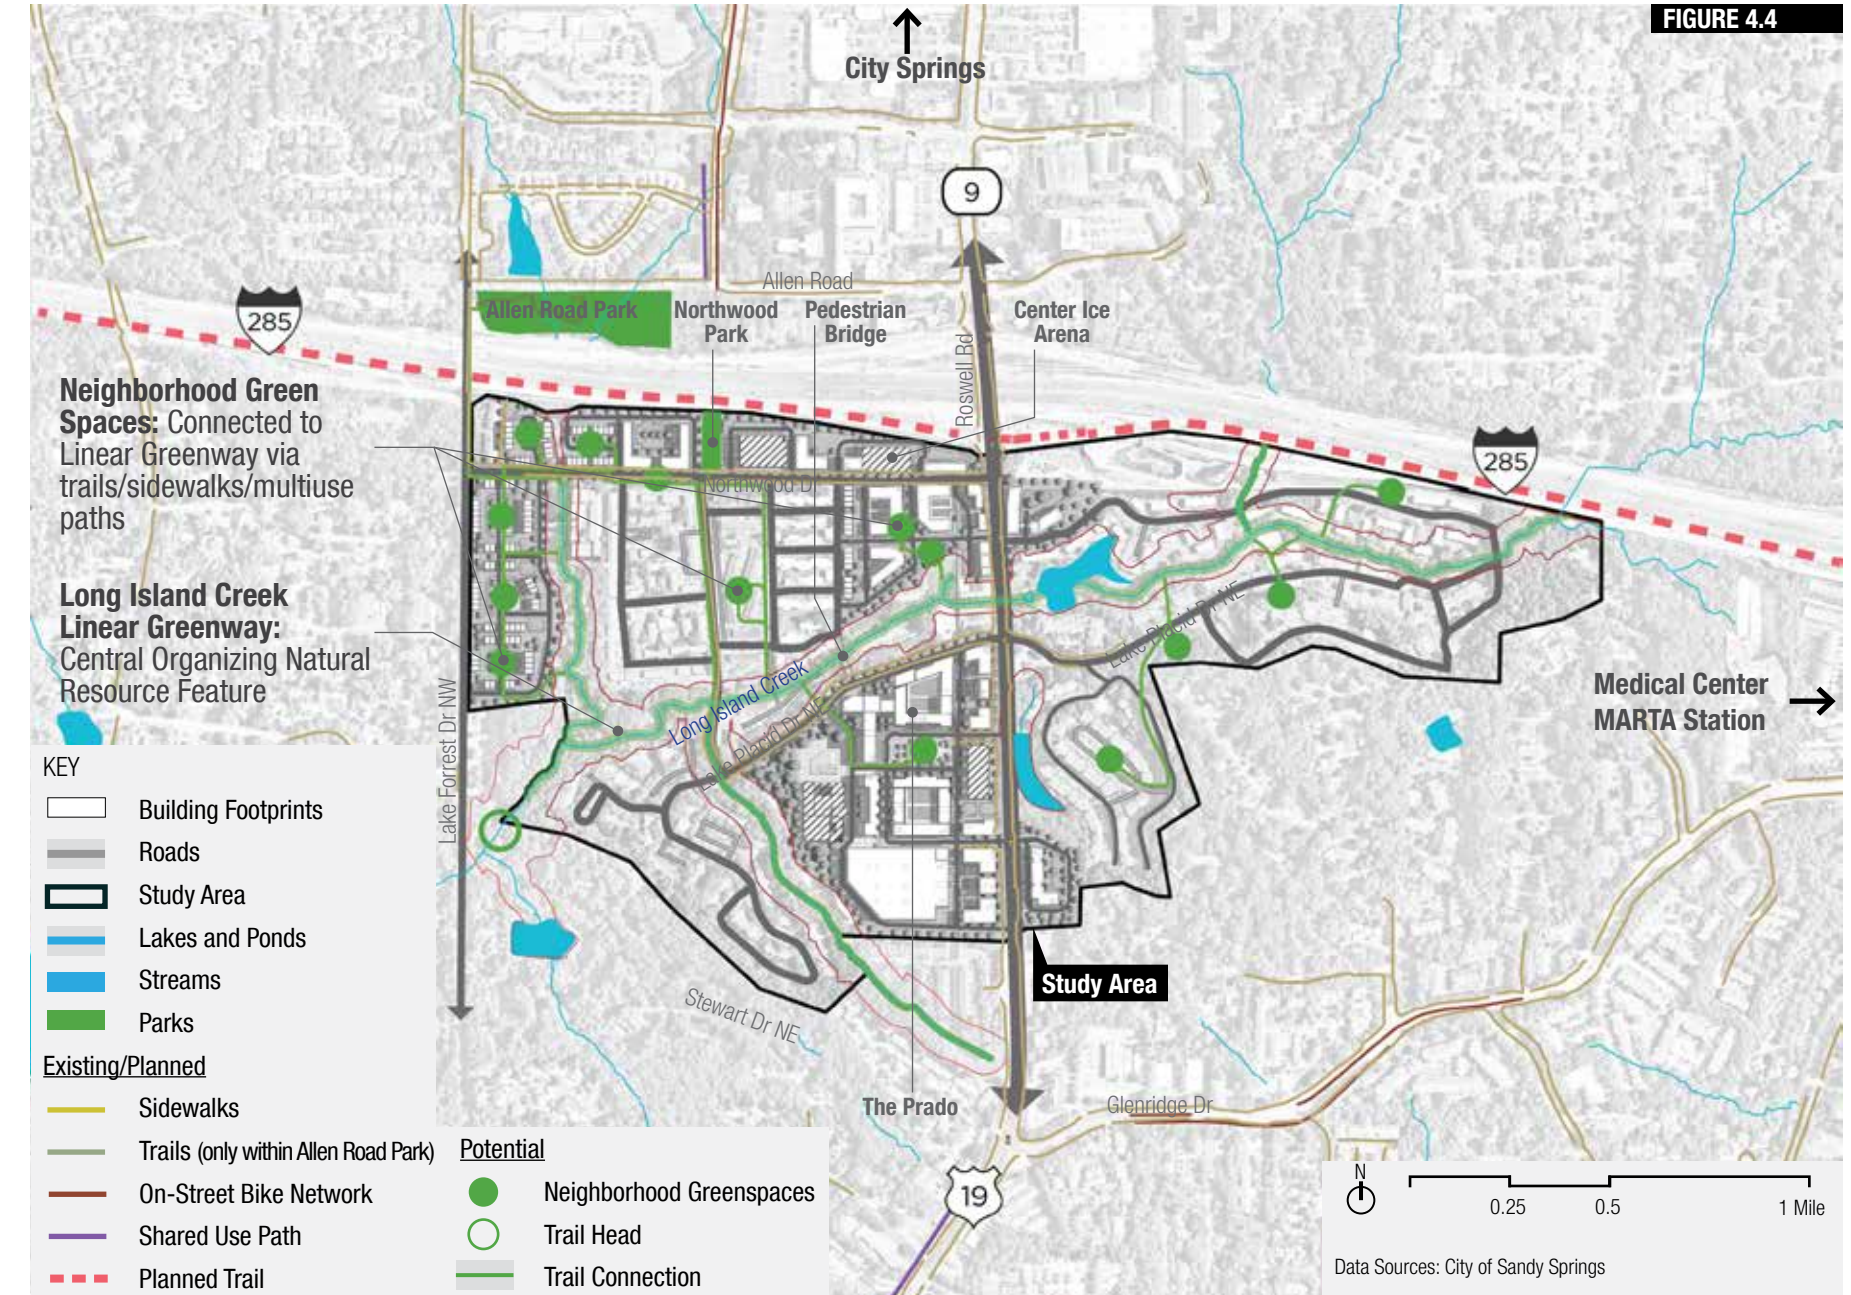 FIGURE 4.4
City Springs
9
Allen Road
285
Allen Road Park
Northwood
Park
Pedestrian
Bridge
Center Ice
Arena
Roswell Rd
Neighborhood Green
Spaces: Connected to
Linear Greenway via
trails/sidewalks/multiuse
paths
285
Northwood Dr
Long Island Creek
Linear Greenway:
Central Organizing Natural
Resource Feature
Lake Placid Dr NE
Long Island Creek
Lake Placid Dr NE
Lake Forrest Dr NW
Medical Center
MARTA Station
Study Area
Stewart Dr NE
The Prado
Glenridge Dr
19
KEY
Building Footprints
Roads
Study Area
Lakes and Ponds
Streams
Parks
Existing/Planned
Sidewalks
Trails (only within Allen Road Park)
On-Street Bike Network
Shared Use Path
Planned Trail
Potential
Neighborhood Greenspaces
Trail Head
Trail Connection
N
0.25 0.5 1 Mile
Data Sources: City of Sandy Springs